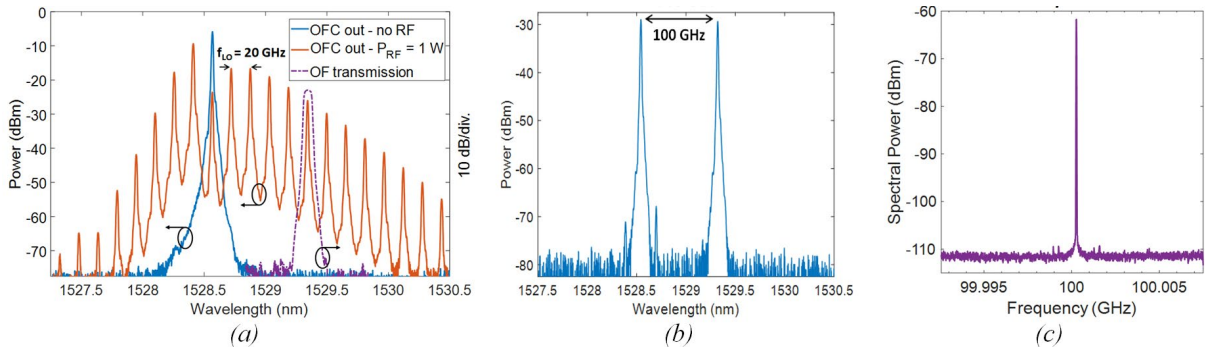 0
-10
-20
-30
-40
-50
-60
-70
Power (dBm)
f_LO = 20 GHz
OFC out - no RF
OFC out - P_RF = 1 W
OF transmission
10 dB/div.
1527.5 1528 1528.5 1529 1529.5 1530 1530.5
Wavelength (nm)
(a)
-30
-40
-50
-60
-70
-80
Power (dBm)
100 GHz
1527.5 1528 1528.5 1529 1529.5 1530 1530.5
Wavelength (nm)
(b)
-60
-70
-80
-90
-100
-110
Spectral Power (dBm)
99.995 100 100.005
Frequency (GHz)
(c)